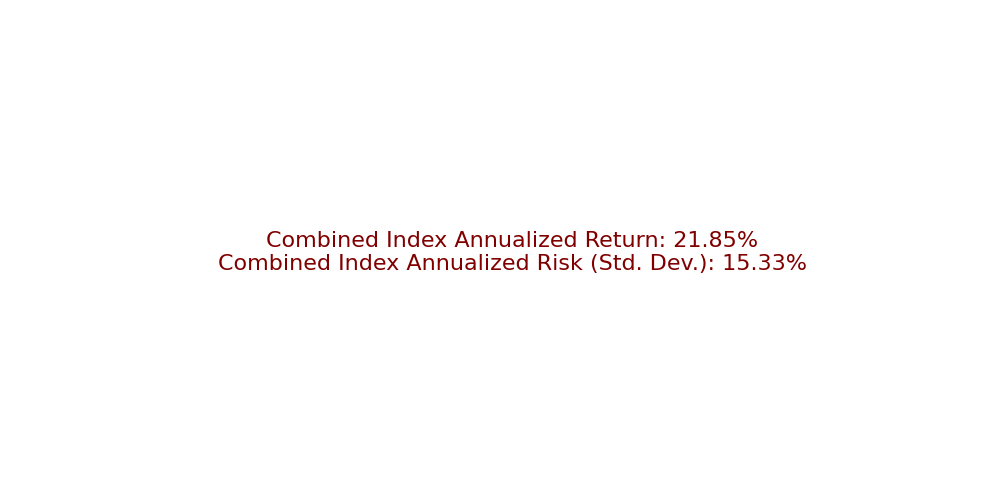 Combined Index Annualized Return: 21.85%
Combined Index Annualized Risk (Std. Dev.): 15.33%